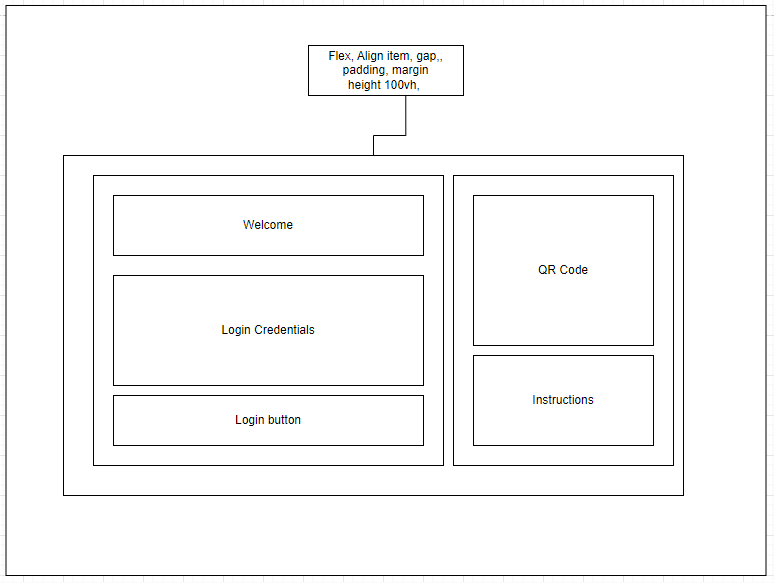 Flex, Align item, gap,,
padding, margin
height 100vh,
Welcome
QR Code
Login Credentials
Instructions
Login button